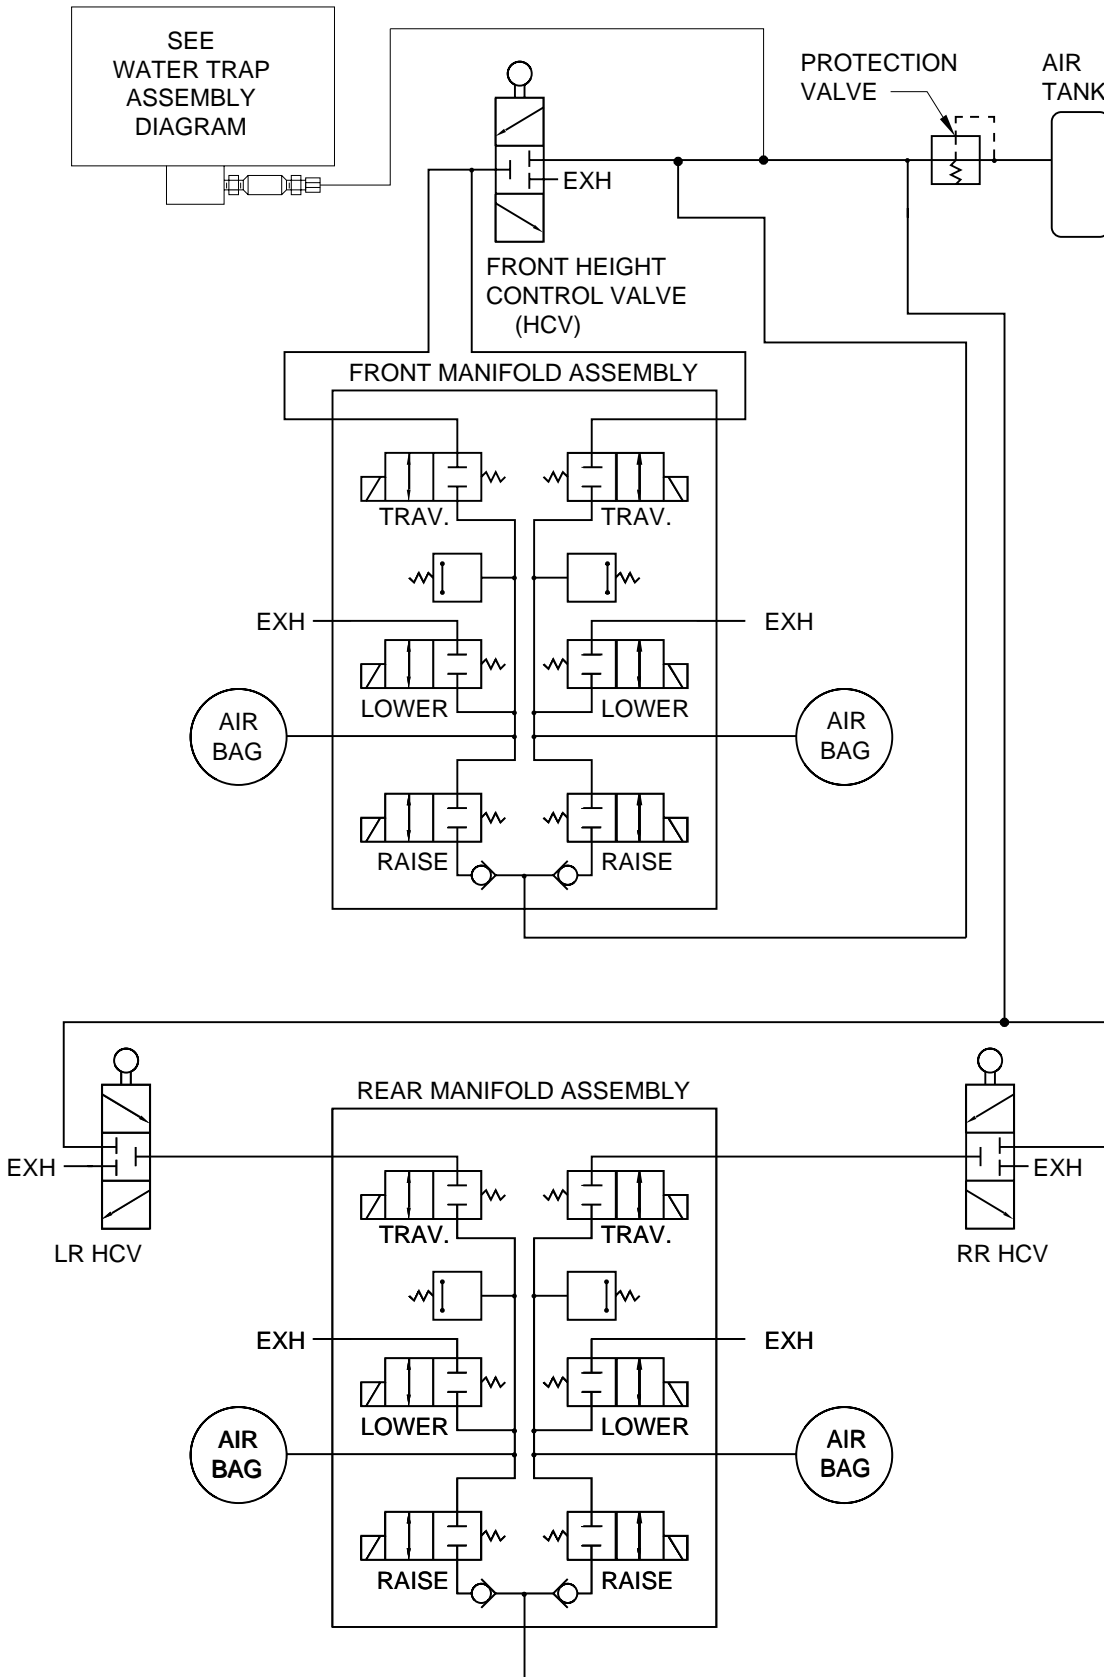 SEE
WATER TRAP
ASSEMBLY
DIAGRAM
PROTECTION
VALVE
AIR
TANK
EXH
FRONT HEIGHT
CONTROL VALVE
(HCV)
FRONT MANIFOLD ASSEMBLY
TRAV.
TRAV.
EXH
EXH
LOWER
LOWER
AIR
BAG
AIR
BAG
RAISE
RAISE
REAR MANIFOLD ASSEMBLY
EXH
EXH
LR HCV
RR HCV
TRAV.
TRAV.
EXH
EXH
LOWER
LOWER
AIR
BAG
AIR
BAG
RAISE
RAISE